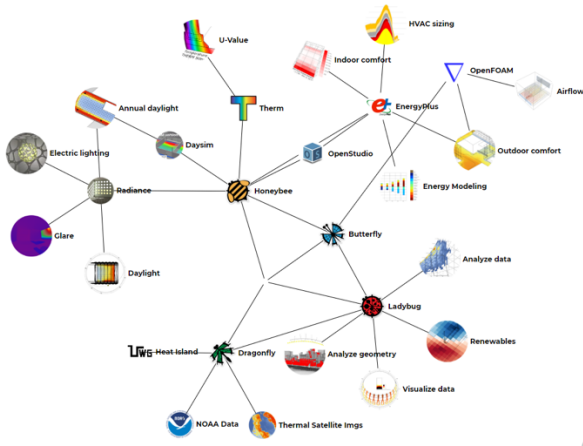 HVAC sizing
U-Value
Indoor comfort
OpenFOAM
Airflow
Annual daylight
Therm
EnergyPlus
Electric lighting
Daysim
OpenStudio
Outdoor comfort
Radiance
Honeybee
Energy Modeling
Glare
Butterfly
Daylight
Analyze data
Ladybug
UWG
Heat Island
Dragonfly
Analyze geometry
Renewables
Visualize data
NOAA Data
Thermal Satellite Imgs